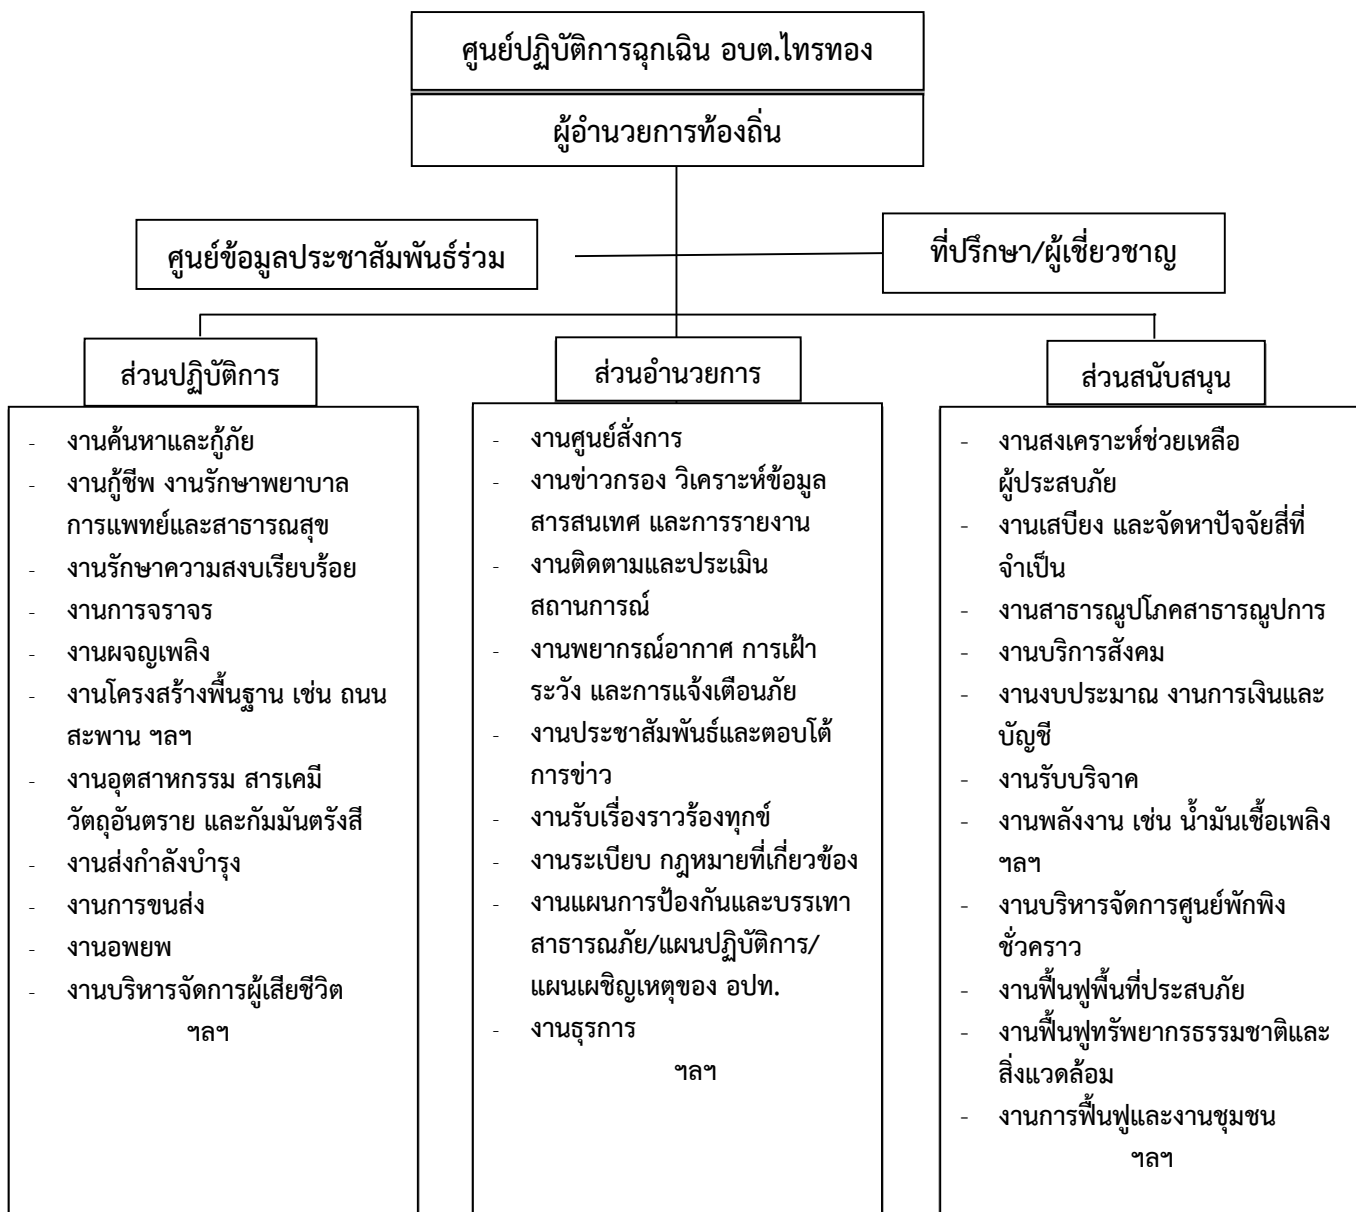 ศูนย์ปฏิบัติการฉุกเฉิน อบต.ไทรทอง
ผู้อำนวยการท้องถิ่น
ศูนย์ข้อมูลประชาสัมพันธ์ร่วม
ที่ปรึกษา/ผู้เชี่ยวชาญ
ส่วนปฏิบัติการ
- งานค้นหาและกู้ภัย
- งานกู้ชีพ งานรักษาพยาบาล
การแพทย์และสาธารณสุข
- งานรักษาความสงบเรียบร้อย
- งานการจราจร
- งานผจญเพลิง
- งานโครงสร้างพื้นฐาน เช่น ถนน
สะพาน ฯลฯ
- งานอุตสาหกรรม สารเคมี
วัตถุอันตราย และกัมมันตรังสี
- งานส่งกำลังบำรุง
- งานการขนส่ง
- งานอพยพ
- งานบริหารจัดการผู้เสียชีวิต
ฯลฯ
ส่วนอำนวยการ
- งานศูนย์สั่งการ
- งานข่าวกรอง วิเคราะห์ข้อมูล
สารสนเทศ และการรายงาน
- งานติดตามและประเมิน
สถานการณ์
- งานพยากรณ์อากาศ การเฝ้า
ระวัง และการแจ้งเตือนภัย
- งานประชาสัมพันธ์และตอบโต้
การข่าว
- งานรับเรื่องราวร้องทุกข์
- งานระเบียบ กฎหมายที่เกี่ยวข้อง
- งานแผนการป้องกันและบรรเทา
สาธารณภัย/แผนปฏิบัติการ/
แผนเผชิญเหตุของ อปท.
- งานธุรการ
ฯลฯ
ส่วนสนับสนุน
- งานสงเคราะห์ช่วยเหลือ
ผู้ประสบภัย
- งานเสบียง และจัดหาปัจจัยสี่ที่
จำเป็น
- งานสาธารณูปโภคสาธารณูปการ
- งานบริการสังคม
- งานงบประมาณ งานการเงินและ
บัญชี
- งานรับบริจาค
- งานพลังงาน เช่น น้ำมันเชื้อเพลิง
ฯลฯ
- งานบริหารจัดการศูนย์พักพิง
ชั่วคราว
- งานฟื้นฟูพื้นที่ประสบภัย
- งานฟื้นฟูทรัพยากรธรรมชาติและ
สิ่งแวดล้อม
- งานการฟื้นฟูและงานชุมชน
ฯลฯ